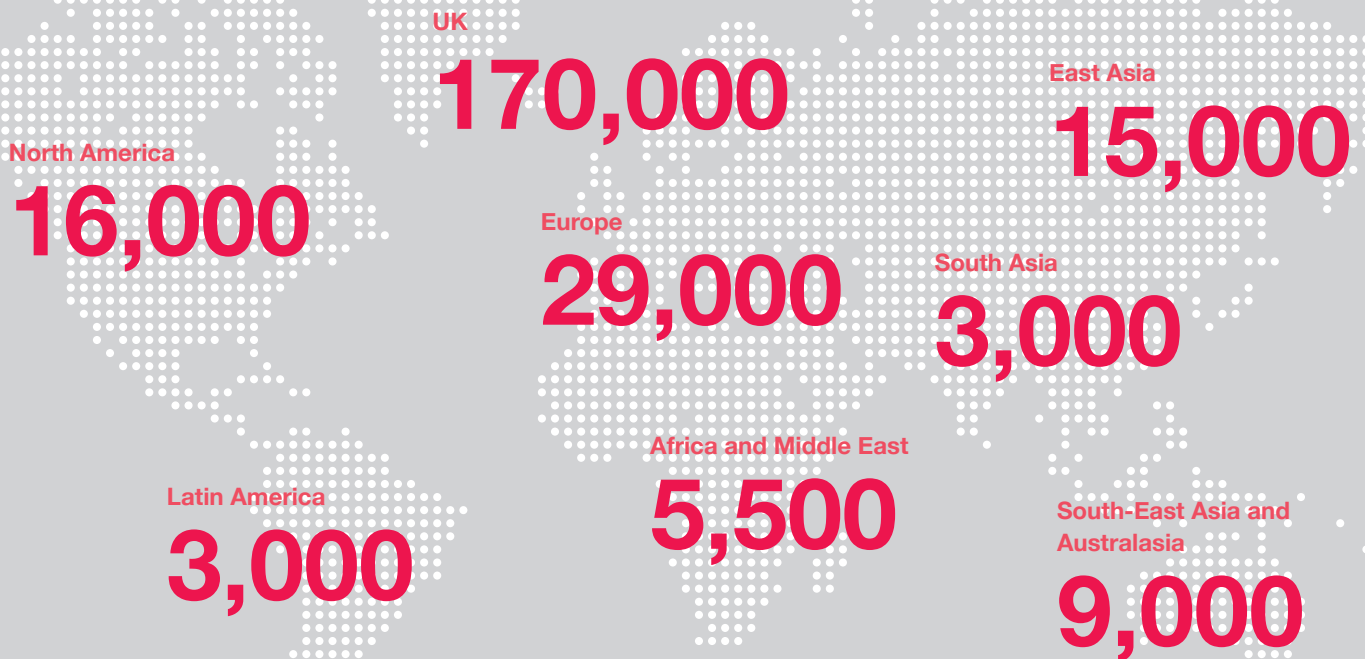 UK
170,000
East Asia
15,000
North America
16,000
Europe
29,000
South Asia
3,000
Africa and Middle East
5,500
Latin America
3,000
South-East Asia and
Australasia
9,000